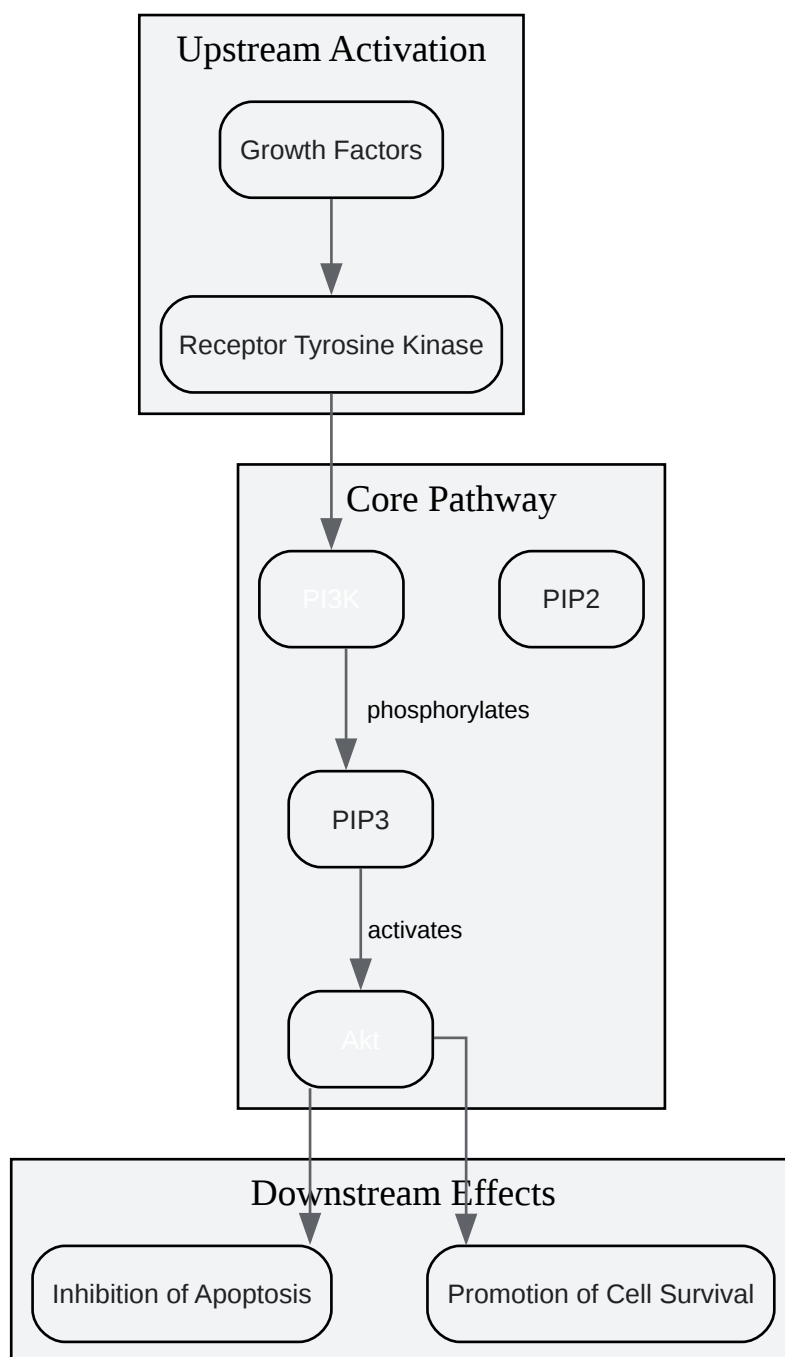 Upstream Activation
Growth Factors
Receptor Tyrosine Kinase
Core Pathway
PI3K
PIP2
phosphorylates
PIP3
activates
Akt
Downstream Effects
Inhibition of Apoptosis
Promotion of Cell Survival